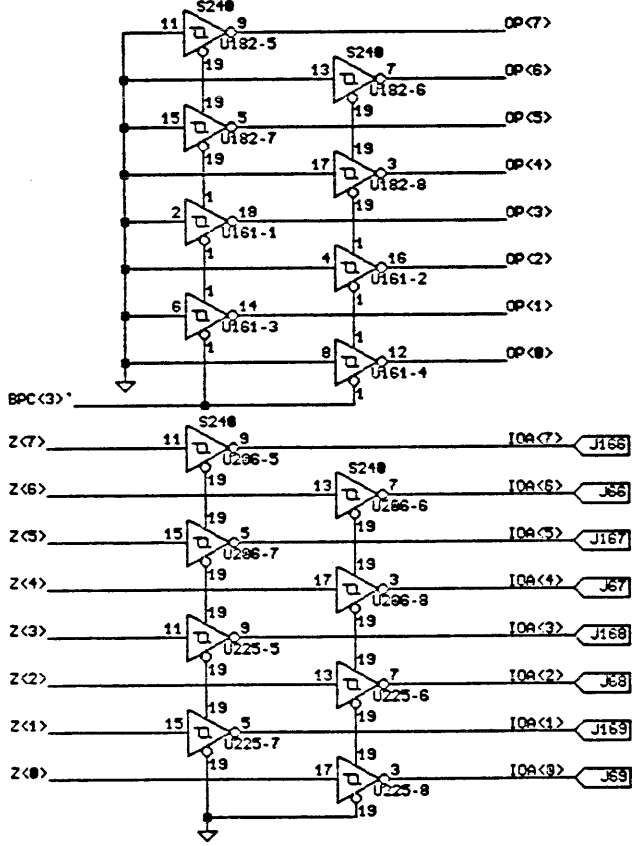 S240
11 9 OP<7>
U182-5
19 S240
13 7 OP<6>
U182-6
19 19
15 5 OP<5>
U182-7
19 19
17 3 OP<4>
U182-8
1 19
2 18 OP<3>
U161-1
1 1
4 16 OP<2>
U161-2
1 1
6 14 OP<1>
U161-3
1 1
8 12 OP<0>
U161-4
BPC<3>' 1
S240
Z<7> 11 9 IOA<7> J166
U206-5
19 S240
Z<6> 13 7 IOA<6> J66
U206-6
19 19
Z<5> 15 5 IOA<5> J167
U206-7
19 19
Z<4> 17 3 IOA<4> J67
U206-8
19 19
Z<3> 11 9 IOA<3> J168
U225-5
19 19
Z<2> 13 7 IOA<2> J68
U225-6
19 19
Z<1> 15 5 IOA<1> J169
U225-7
19 19
Z<0> 17 3 IOA<0> J69
U225-8
19